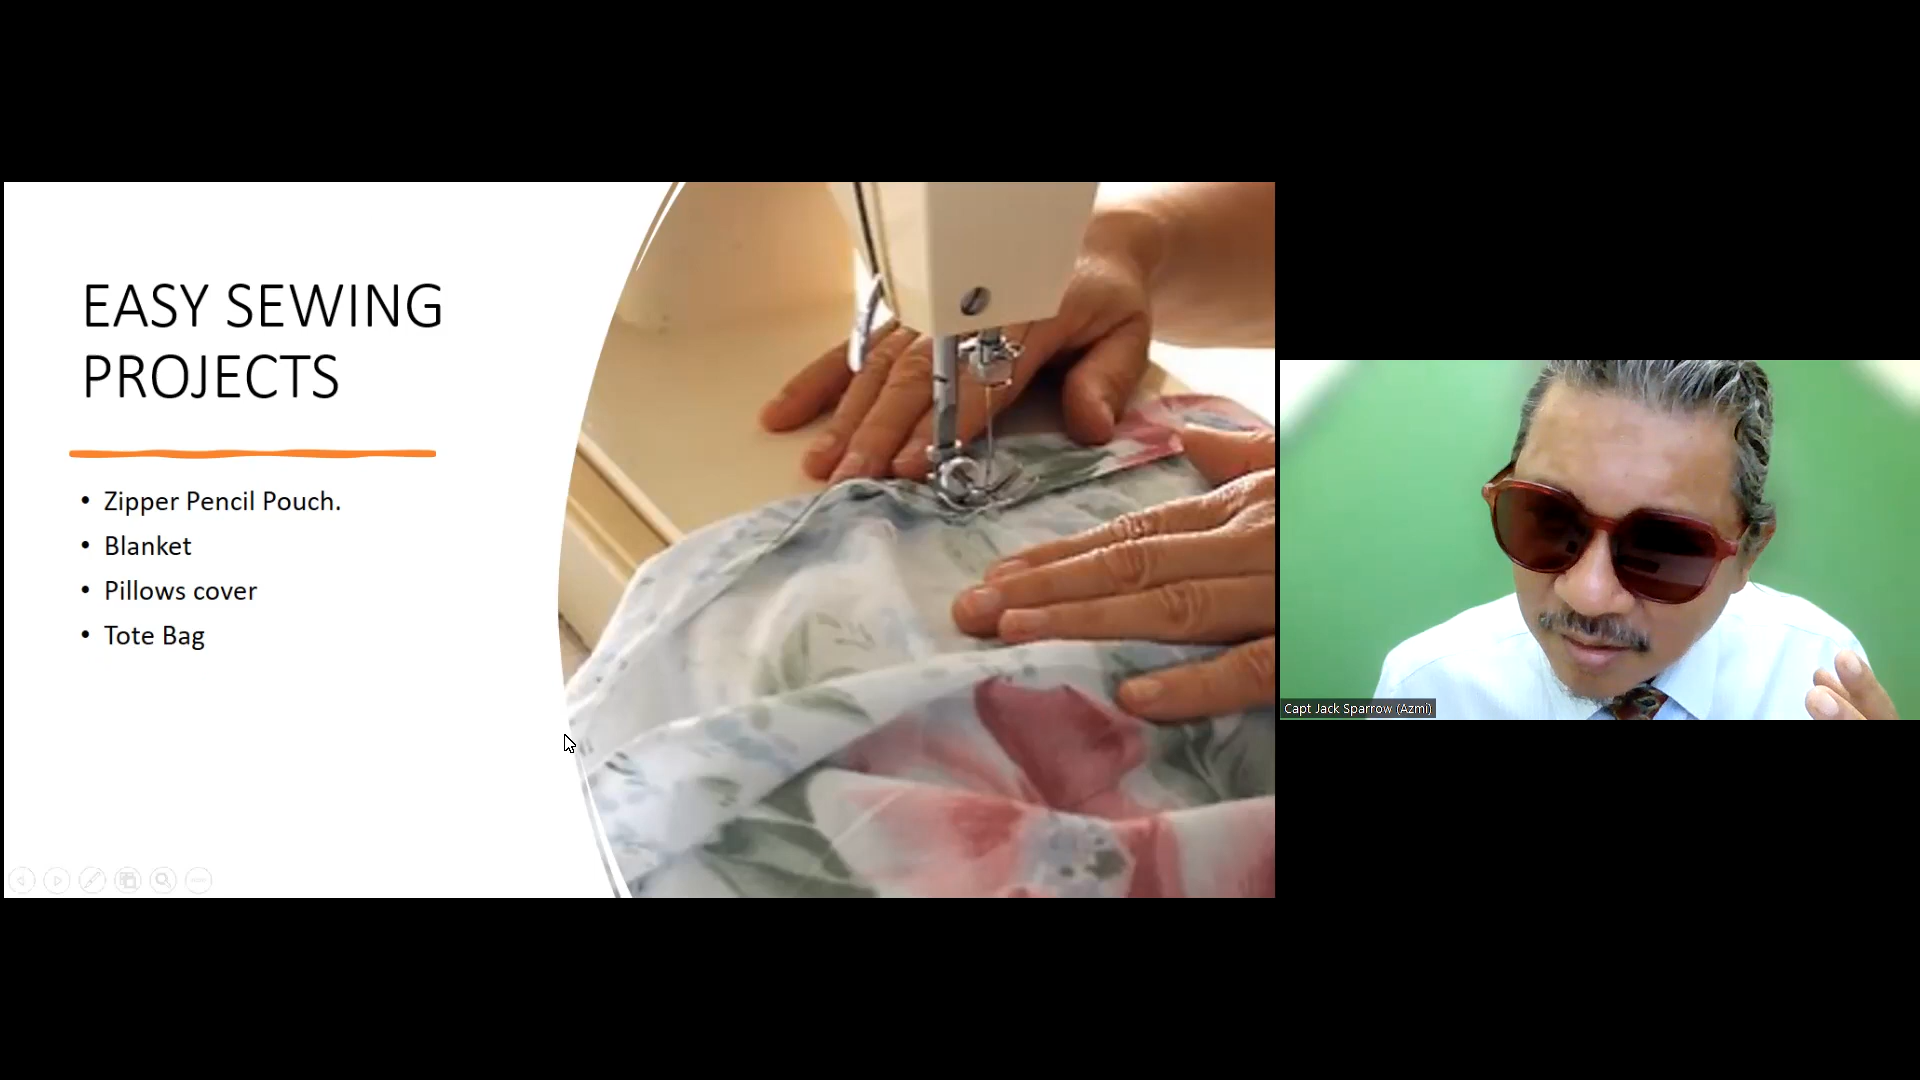 EASY SEWING
PROJECTS
• Zipper Pencil Pouch.
• Blanket
• Pillows cover
• Tote Bag
Capt Jack Sparrow (Azmi)